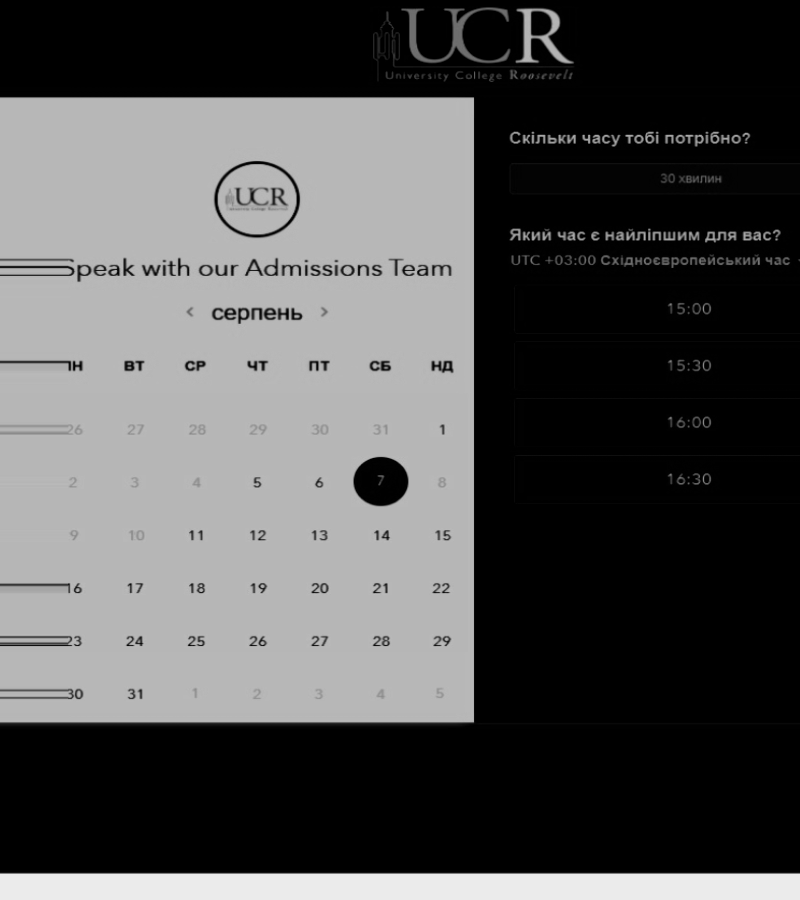 UCR
University College Roosevelt
UCR
University College Roosevelt
Speak with our Admissions Team
< серпень >
ПН ВТ СР ЧТ ПТ СБ НД
26 27 28 29 30 31 1
2 3 4 5 6 7 8
9 10 11 12 13 14 15
16 17 18 19 20 21 22
23 24 25 26 27 28 29
30 31 1 2 3 4 5
Скільки часу тобі потрібно?
30 хвилин
Який час є найліпшим для вас?
UTC +03:00 Східноєвропейський час
15:00
15:30
16:00
16:30